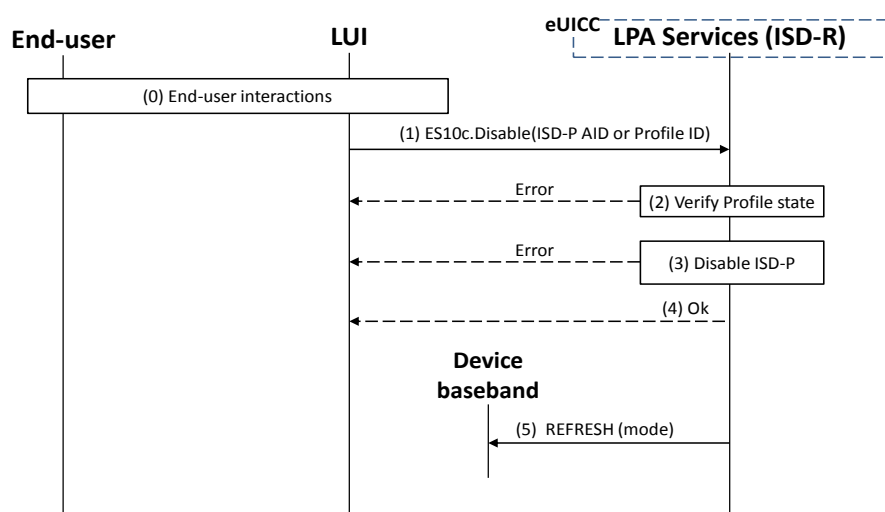 eUICC
End-user
LUI
LPA Services (ISD-R)
(0) End-user interactions
(1) ES10c.Disable(ISD-P AID or Profile ID)
Error
(2) Verify Profile state
Error
(3) Disable ISD-P
(4) Ok
Device
baseband
(5) REFRESH (mode)